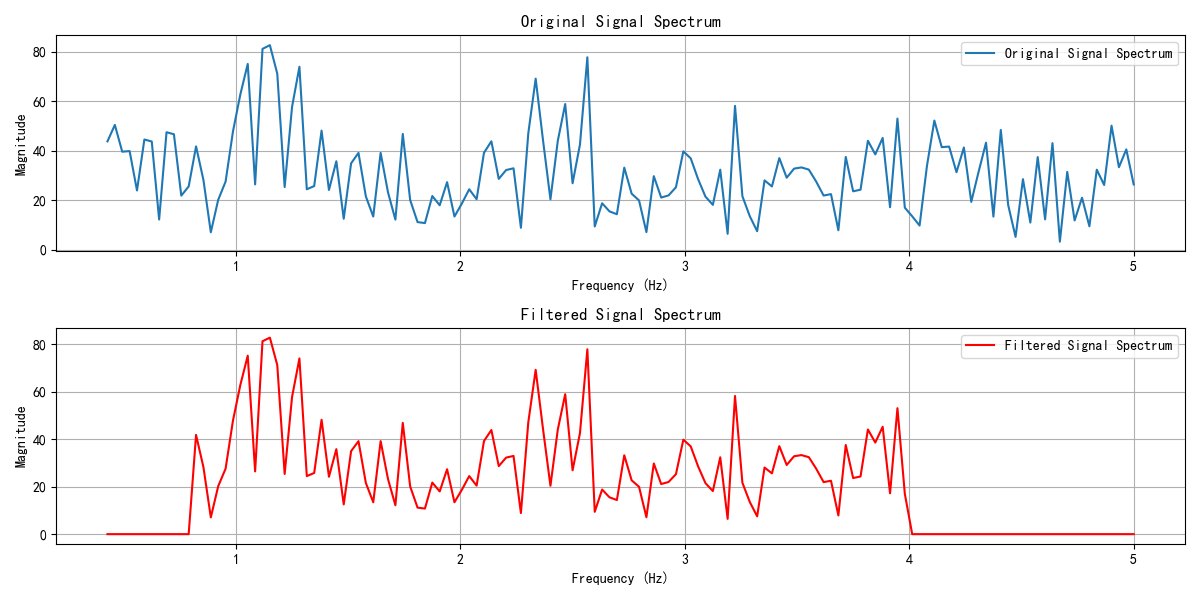 Original Signal Spectrum
Original Signal Spectrum
Magnitude
80
60
40
20
0
1 2 3 4 5
Frequency (Hz)
Filtered Signal Spectrum
Filtered Signal Spectrum
Magnitude
80
60
40
20
0
1 2 3 4 5
Frequency (Hz)